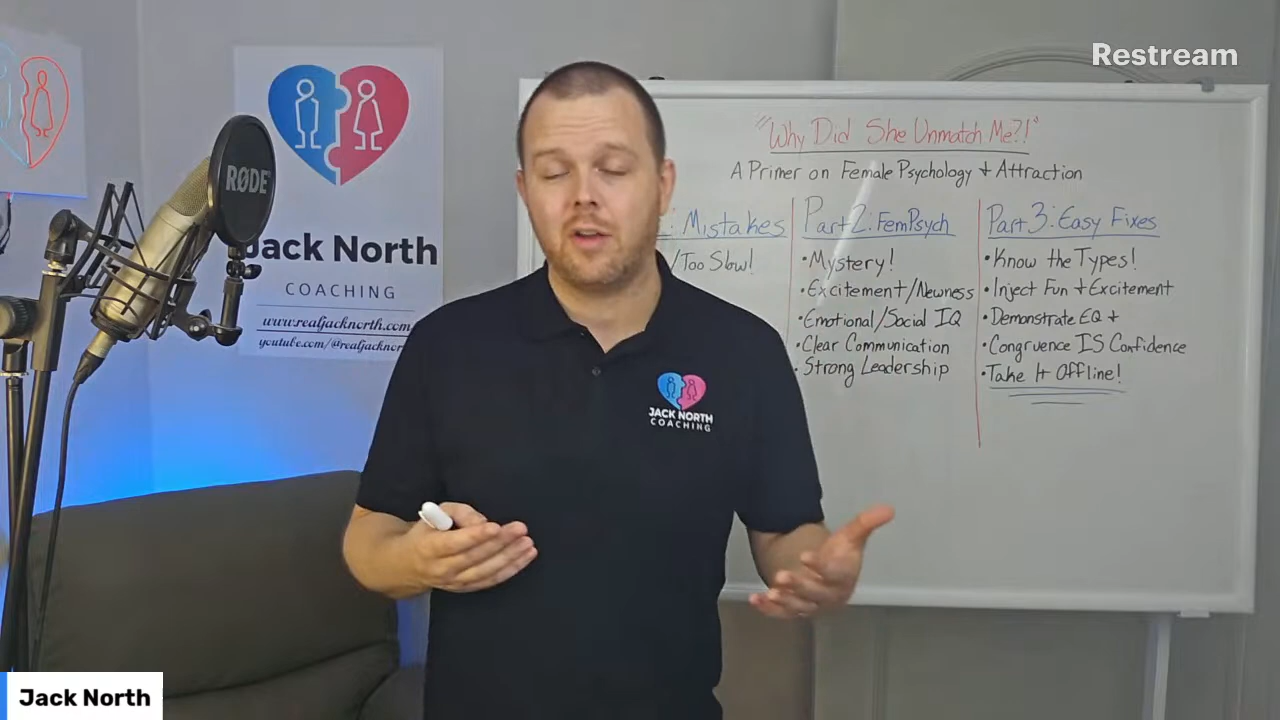 Restream
RØDE
Jack North
COACHING
www.realjacknorth.com
youtube.com/@realjacknor
"Why Did She Unmatch Me?!"
A Primer on Female Psychology + Attraction
: Mistakes
/Too Slow!
Part 2: FemPsych
•Mystery!
•Excitement/Newness
•Emotional/Social IQ
•Clear Communication
•Strong Leadership
Part 3: Easy Fixes
•Know the Types!
•Inject Fun + Excitement
•Demonstrate EQ +
•Congruence IS Confidence
•Take It Offline!
JACK NORTH
COACHING
Jack North